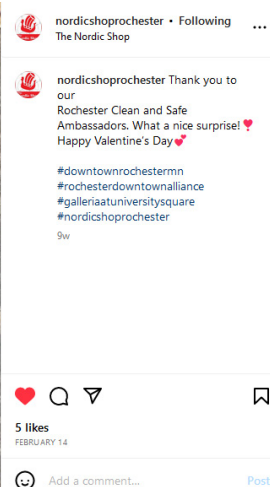 nordicshoprochester • Following
The Nordic Shop
nordicshoprochester Thank you to
our
Rochester Clean and Safe
Ambassadors. What a nice surprise!❣️
Happy Valentine's Day💕
#downtownrochestermn
#rochesterdowntownalliance
#galleriaatuniversitysquare
#nordicshoprochester
9w
5 likes
FEBRUARY 14
Add a comment...
Post